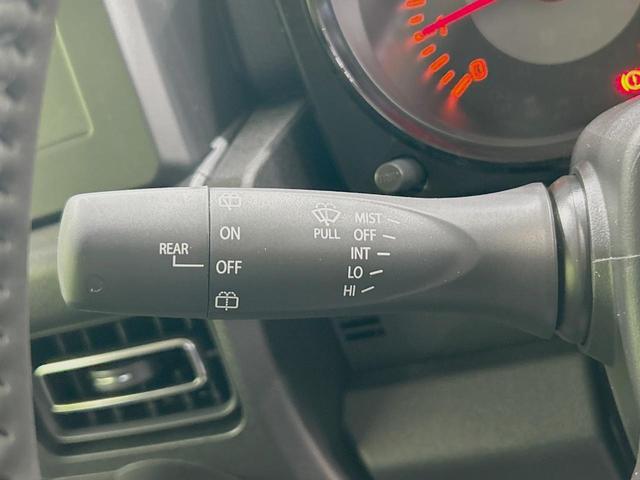 REAR
ON
OFF
PULL
MIST
OFF
INT
LO
HI